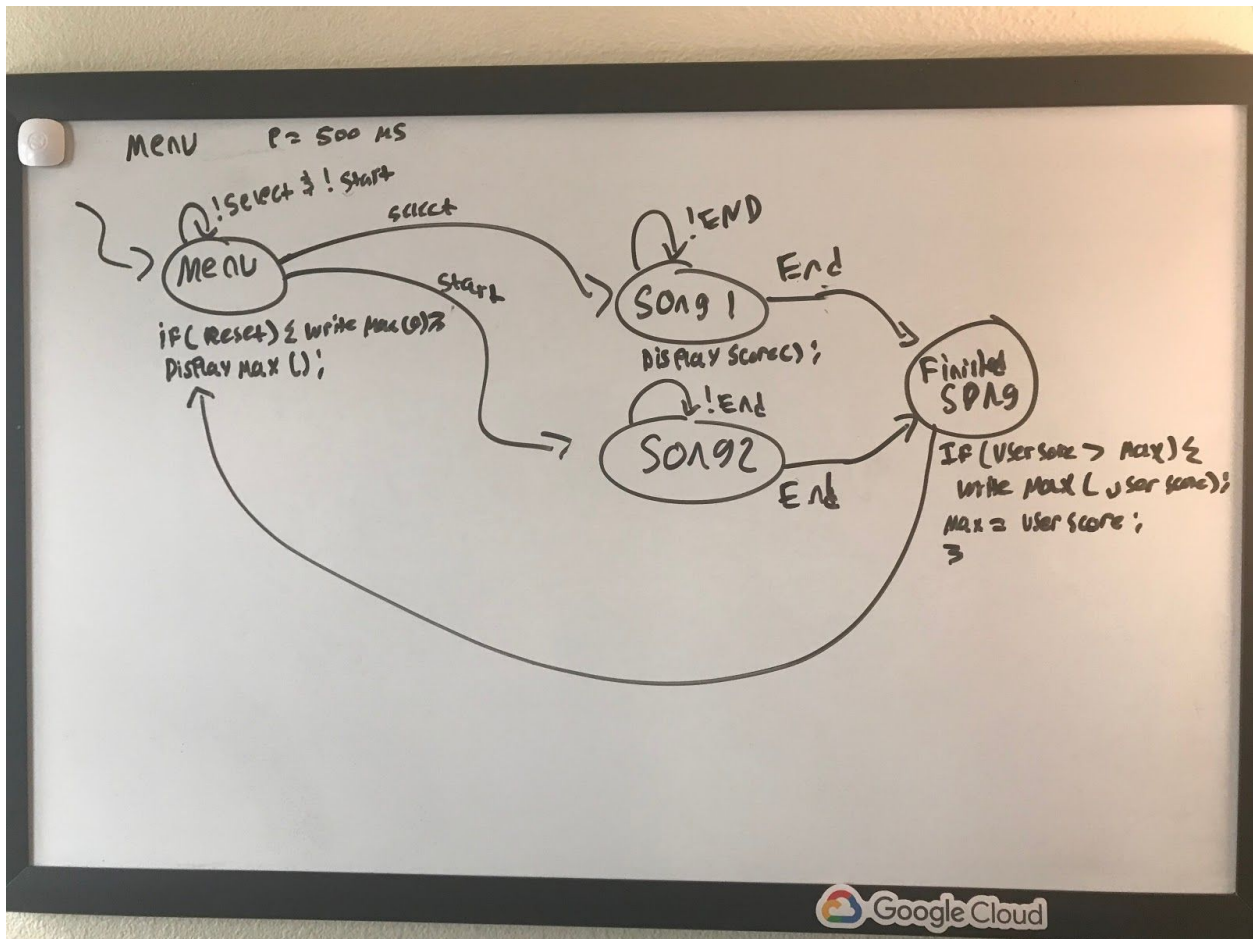 Menu P = 500 MS
!Select & !Start
select
Menu
start
if(Reset){ write Max(0)}
Display Max();
!END
Song 1
End
Display Score();
!End
Song2
End
Finished
Song
If (User score > Max){
write Max (user score);
Max = User score;
}
Google Cloud